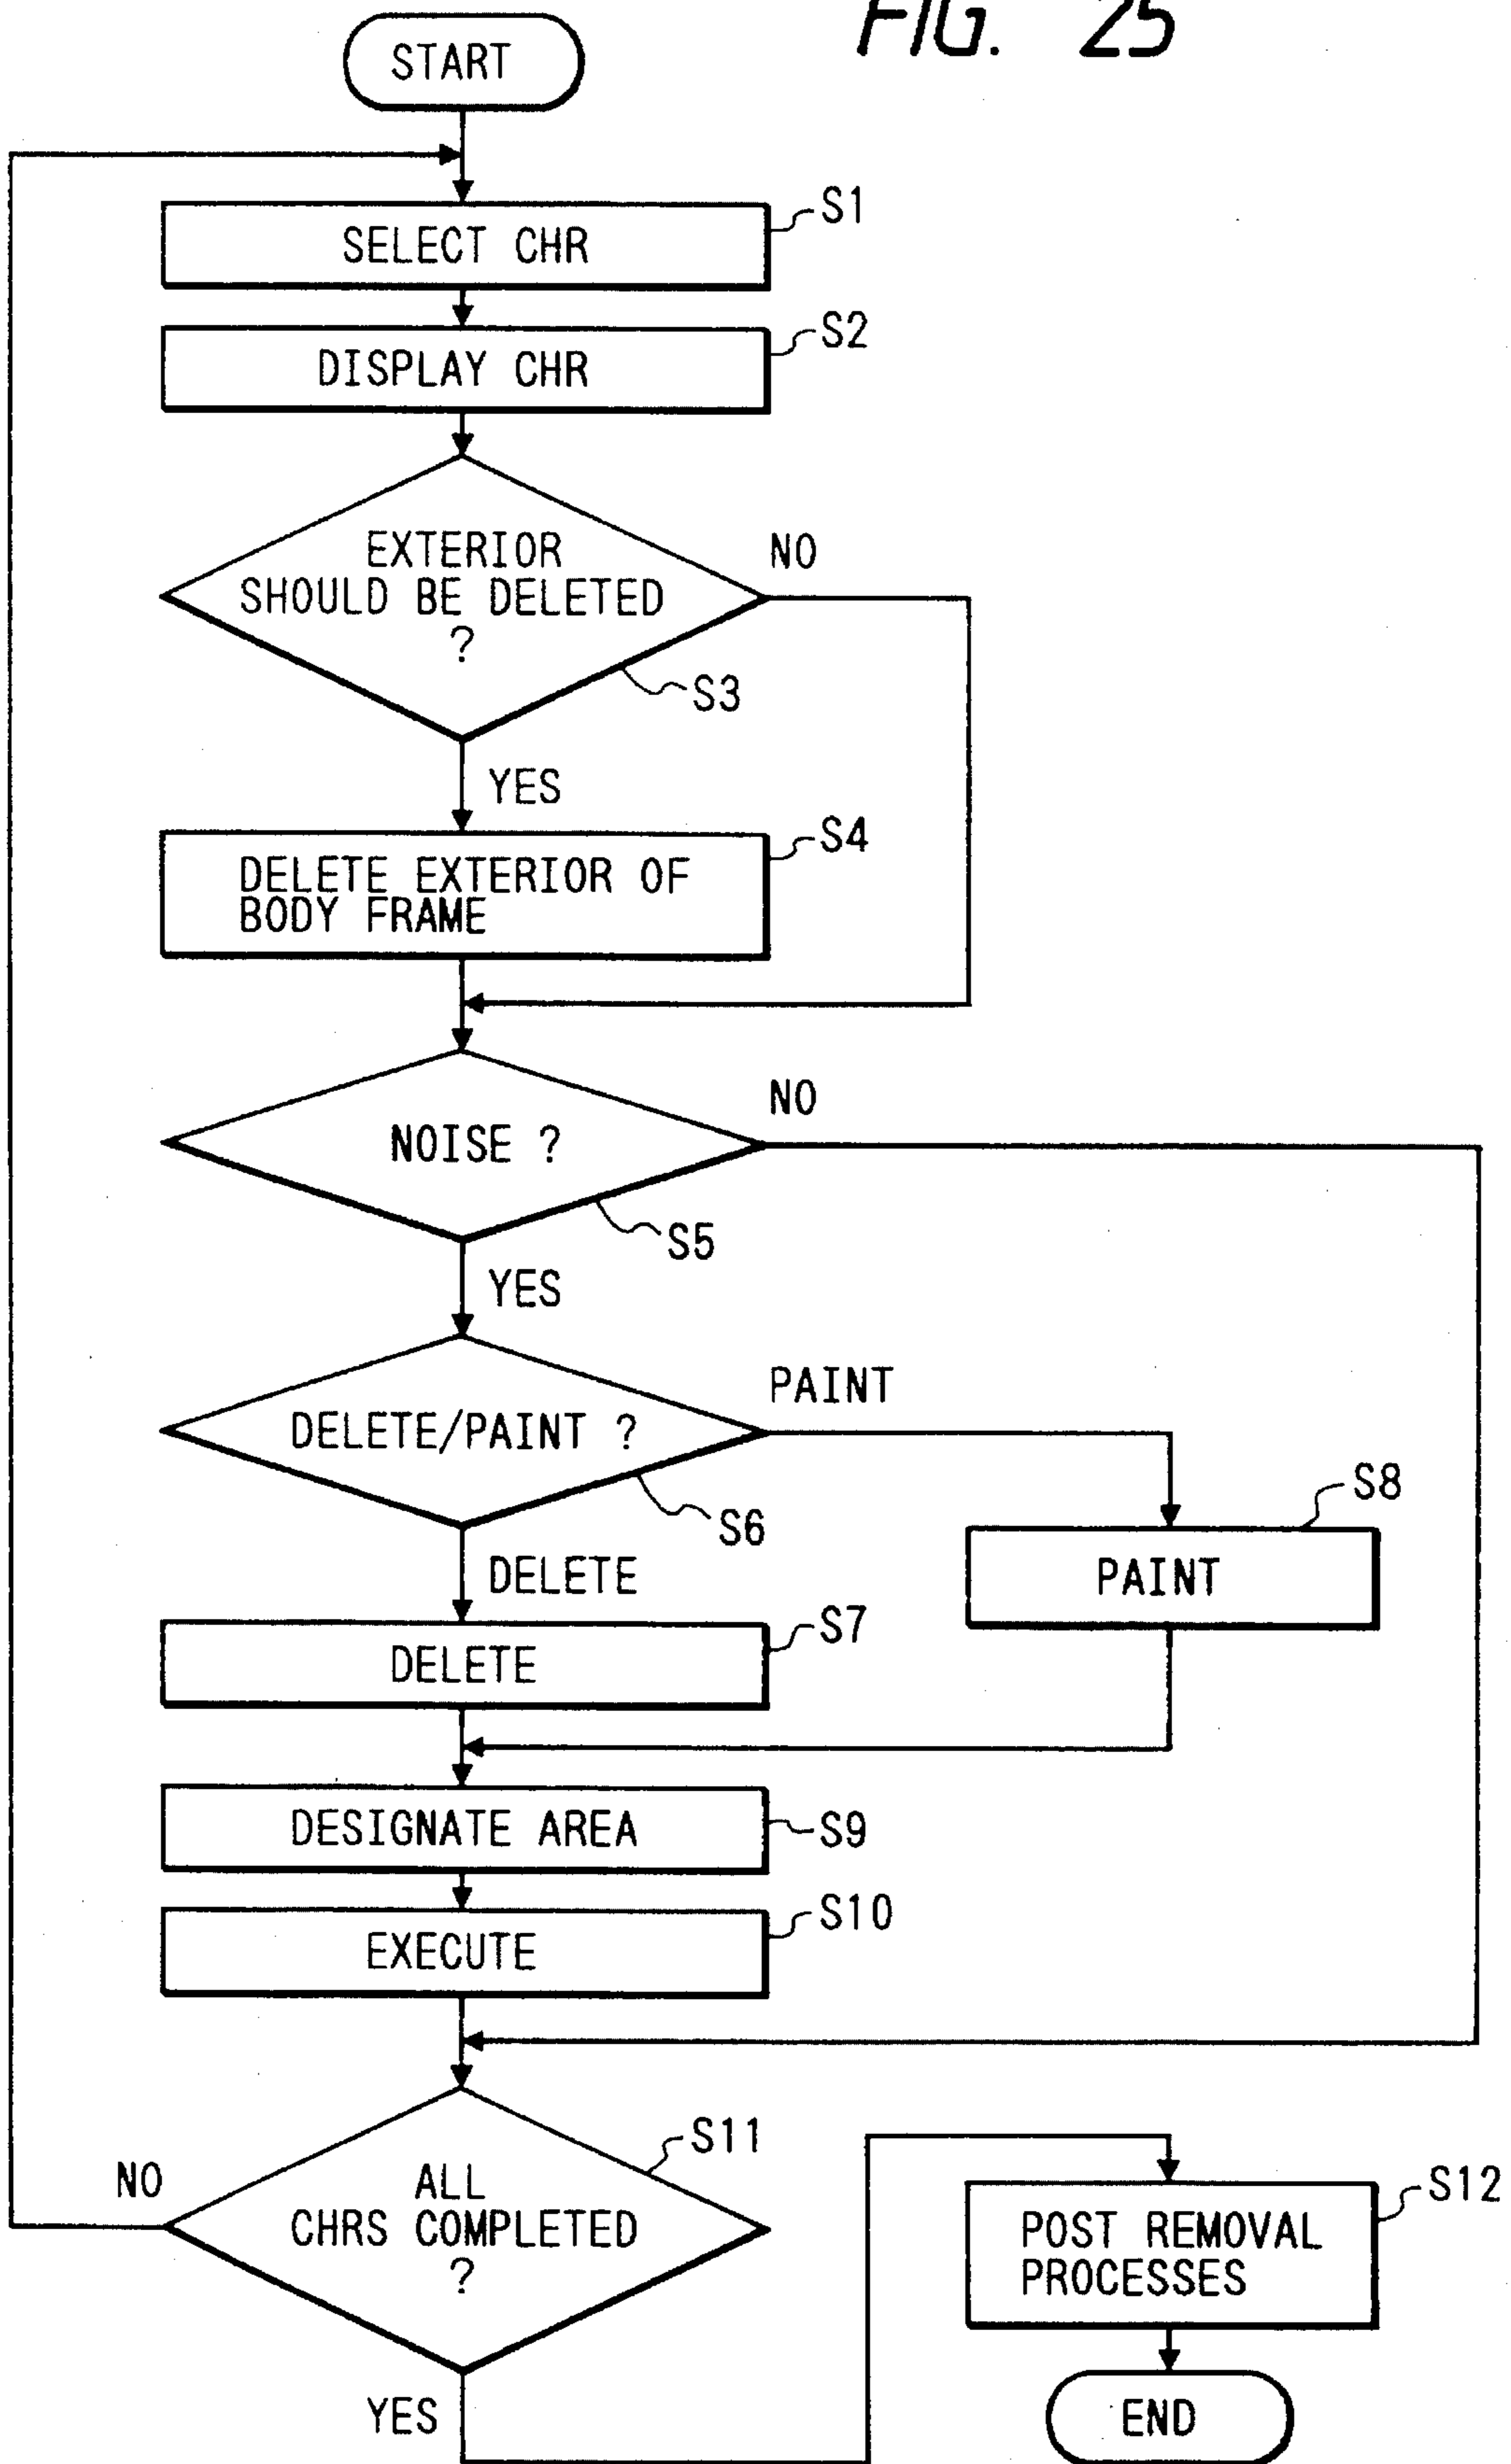 FIG. 25
START
S1
SELECT CHR
S2
DISPLAY CHR
EXTERIOR
SHOULD BE DELETED
?
NO
S3
YES
S4
DELETE EXTERIOR OF
BODY FRAME
NOISE ?
NO
S5
YES
DELETE/PAINT ?
PAINT
S6
S8
PAINT
DELETE
S7
DELETE
DESIGNATE AREA
S9
S10
EXECUTE
S11
NO
ALL
CHRS COMPLETED
?
S12
POST REMOVAL
PROCESSES
YES
END